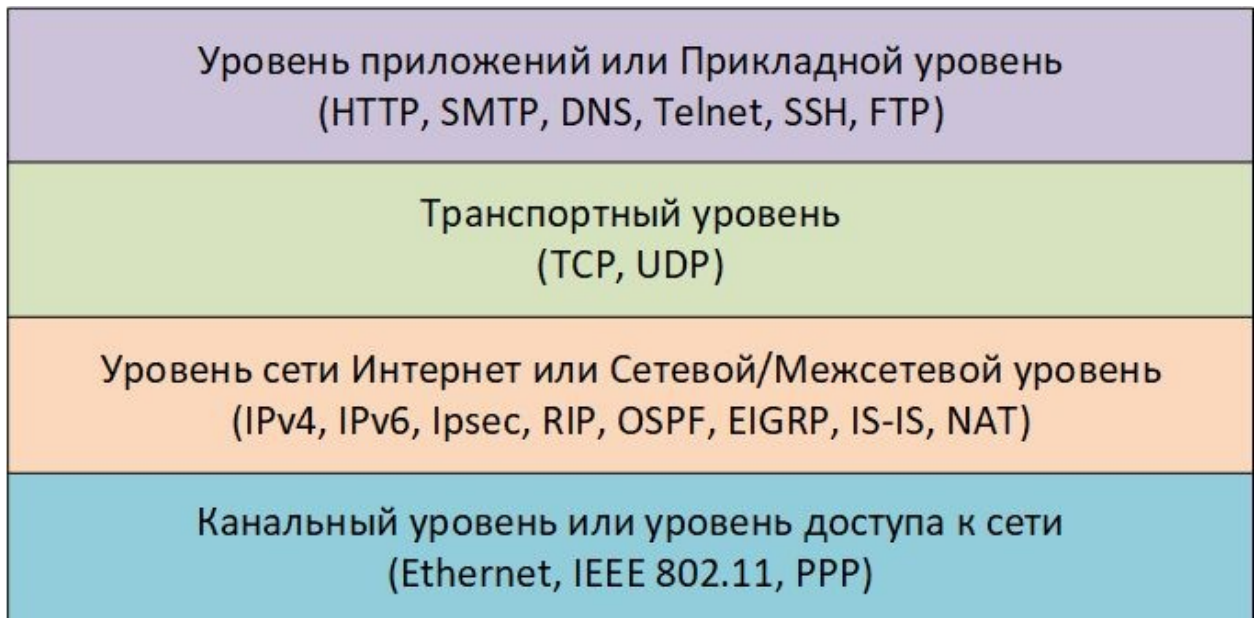 Уровень приложений или Прикладной уровень
(HTTP, SMTP, DNS, Telnet, SSH, FTP)
Транспортный уровень
(TCP, UDP)
Уровень сети Интернет или Сетевой/Межсетевой уровень
(IPv4, IPv6, Ipsec, RIP, OSPF, EIGRP, IS-IS, NAT)
Канальный уровень или уровень доступа к сети
(Ethernet, IEEE 802.11, PPP)